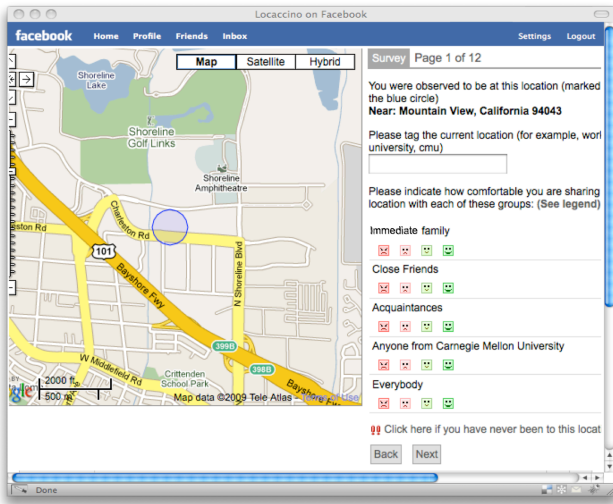 Locaccino on Facebook
facebook Home Profile Friends Inbox Settings Logout
Map Satellite Hybrid
Shoreline
Lake
Shoreline
Golf Links
Shoreline
Amphitheatre
Charleston Rd
eston Rd
101
Bayshore Fwy
N Shoreline Blvd
399B
398B
W Middlefield Rd
Crittenden
School Park
Bayshore Fwy
2000 ft
500 m
Map data ©2009 Tele Atlas - Terms of Use
Survey Page 1 of 12
You were observed to be at this location (marked
the blue circle)
Near: Mountain View, California 94043
Please tag the current location (for example, worl
university, cmu)
Please indicate how comfortable you are sharing
location with each of these groups: (See legend)
Immediate family
Close Friends
Acquaintances
Anyone from Carnegie Mellon University
Everybody
!! Click here if you have never been to this locat
Back Next
Done